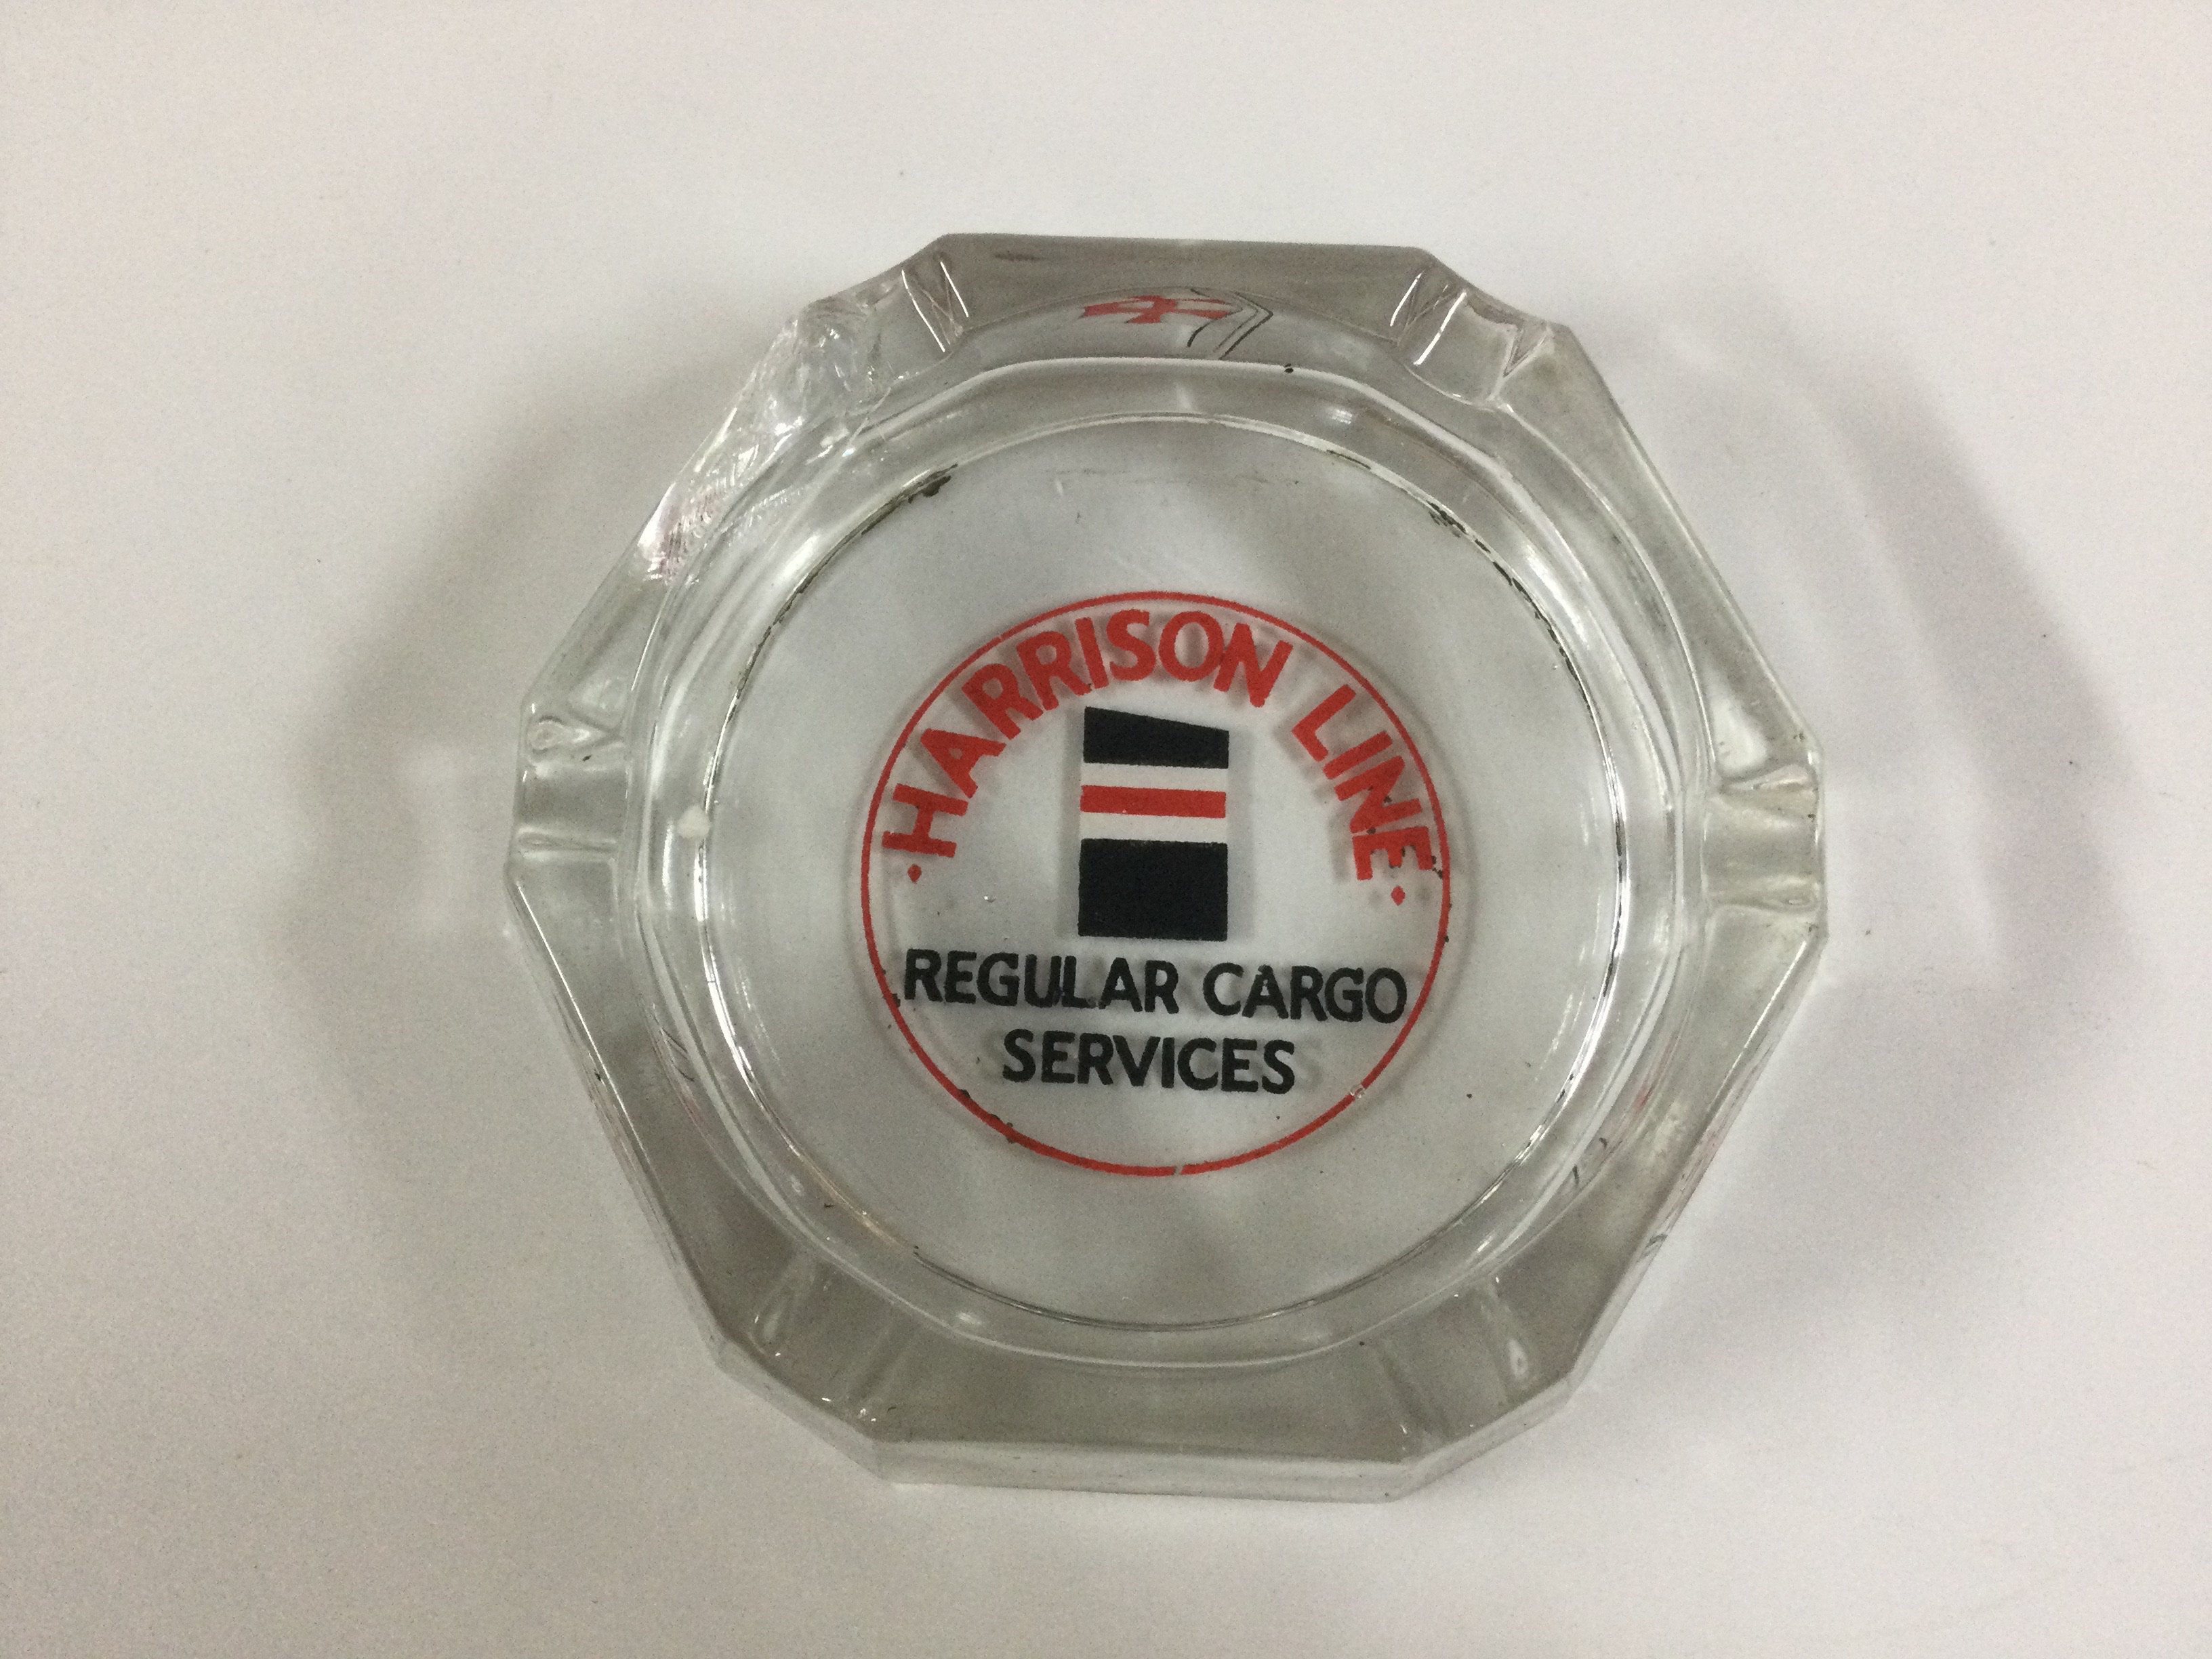 ·HARRISON LINE·
REGULAR CARGO
SERVICES